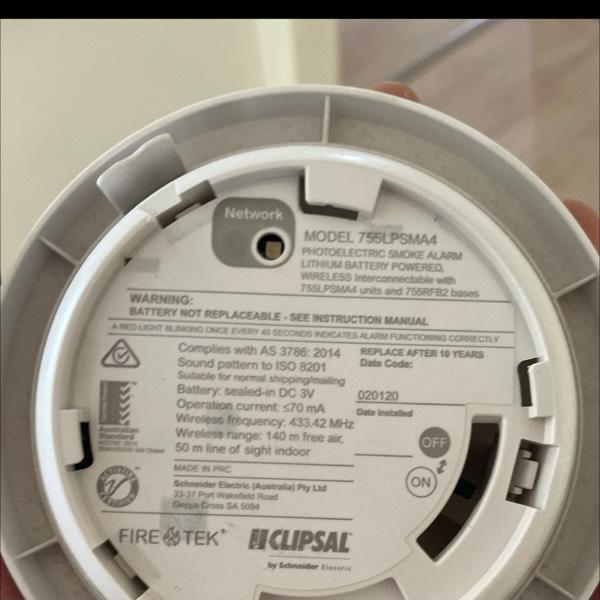 Network
MODEL 755LPSMA4
PHOTOELECTRIC SMOKE ALARM
LITHIUM BATTERY POWERED,
WIRELESS Interconnectable with
755LPSMA4 units and 755RFB2 bases
WARNING:
BATTERY NOT REPLACEABLE - SEE INSTRUCTION MANUAL
A RED LIGHT BLINKING ONCE EVERY 40 SECONDS INDICATES ALARM FUNCTIONING CORRECTLY
Complies with AS 3786: 2014
Sound pattern to ISO 8201
Suitable for normal shipping/mailing
Battery: sealed-in DC 3V
Operation current: ≤70 mA
Wireless frequency: 433.42 MHz
Wireless range: 140 m free air,
50 m line of sight indoor
REPLACE AFTER 10 YEARS
Date Code:
020120
Date installed
OFF
ON
Australian
Standard
MADE IN PRC
Schneider Electric (Australia) Pty Ltd
33-37 Port Wakefield Road
Gepps Cross SA 5094
FIRE TEK®
CLIPSAL
by Schneider Electric